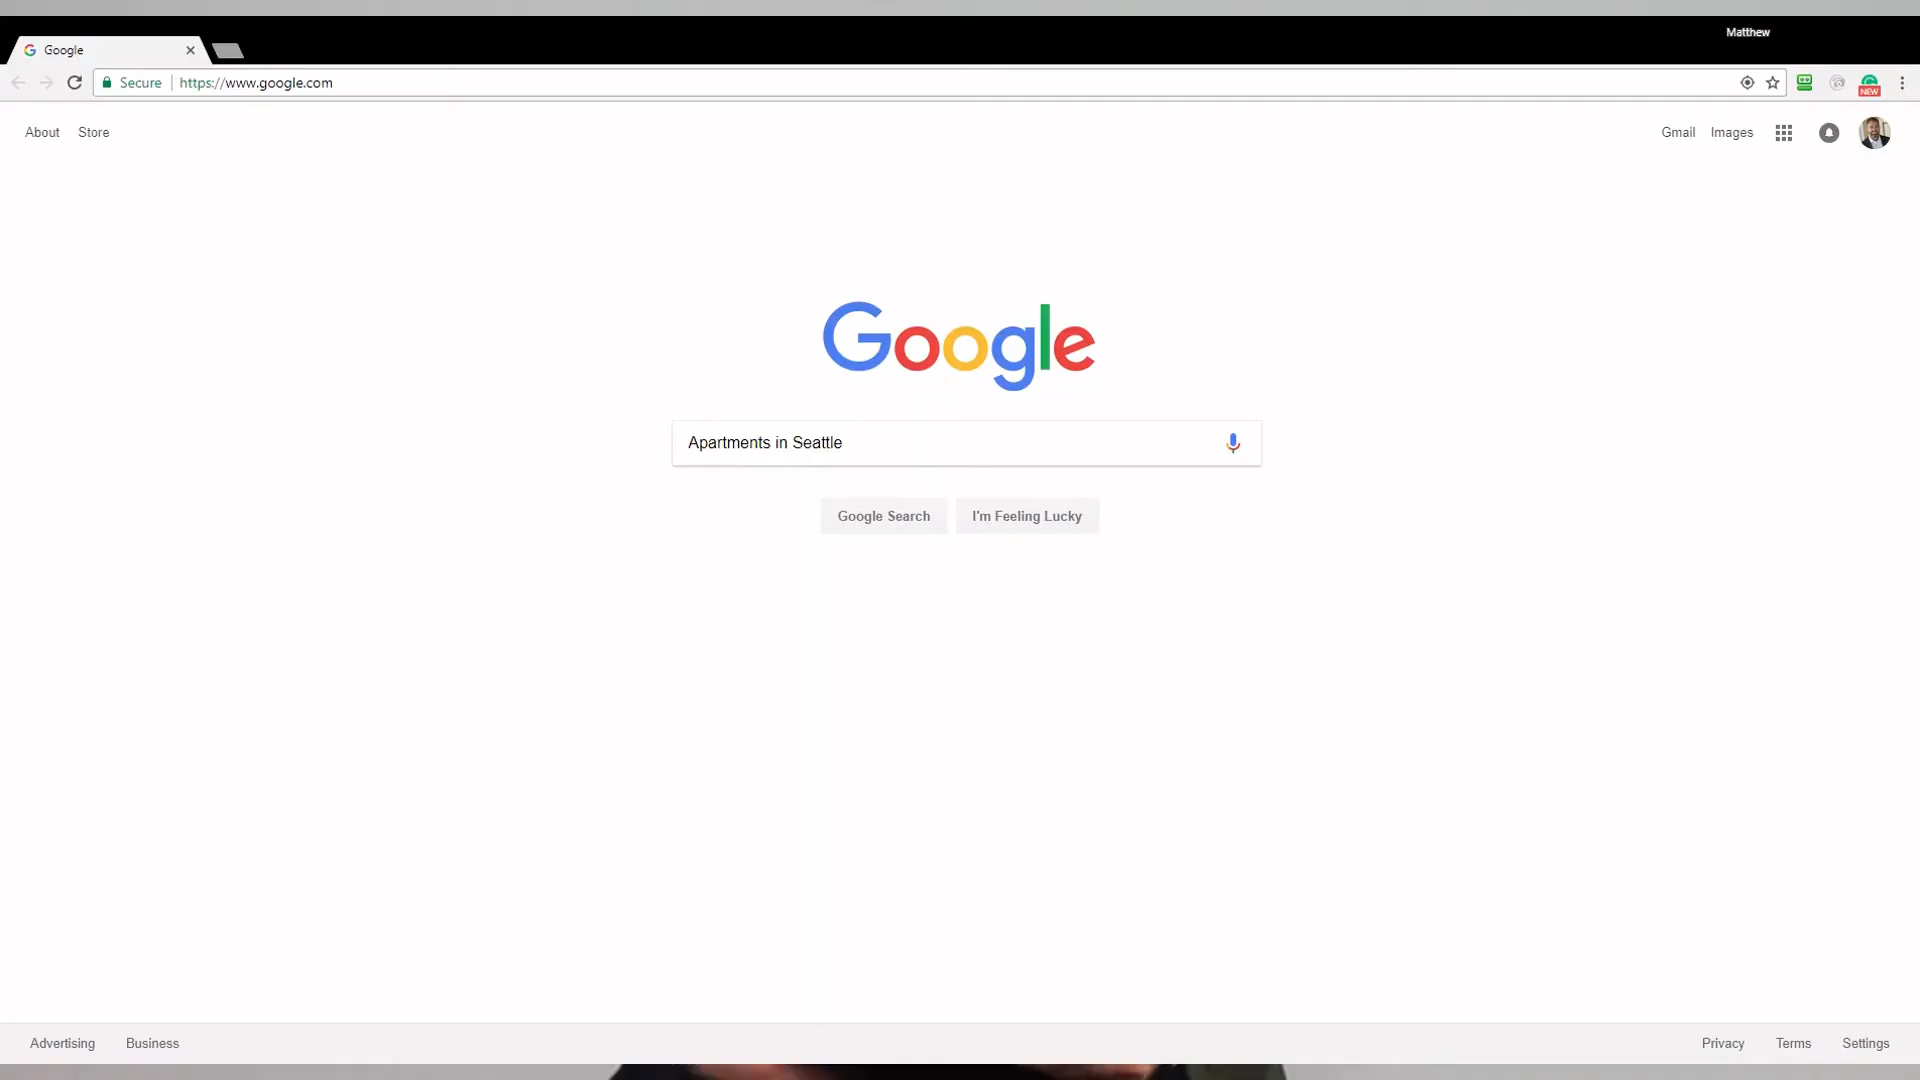 Matthew
Google
Secure https://www.google.com
NEW
About Store
Gmail Images
Google
Apartments in Seattle
Google Search I'm Feeling Lucky
Advertising Business
Privacy Terms Settings